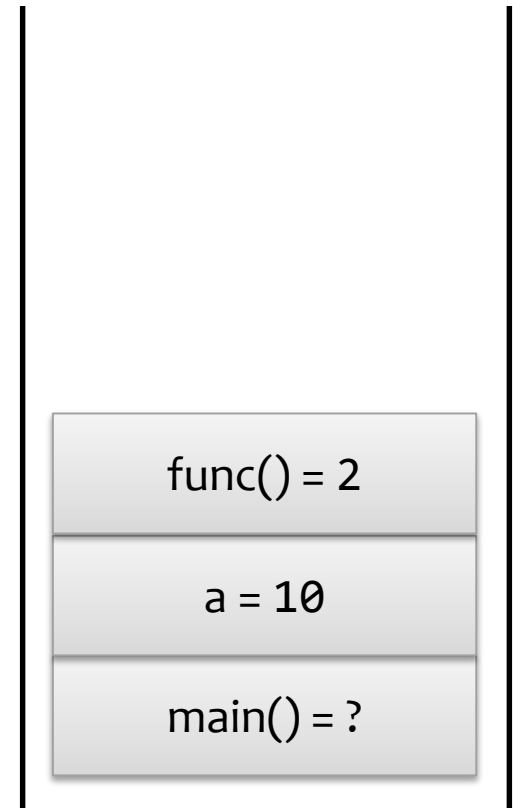 func() = 2
a = 10
main() = ?